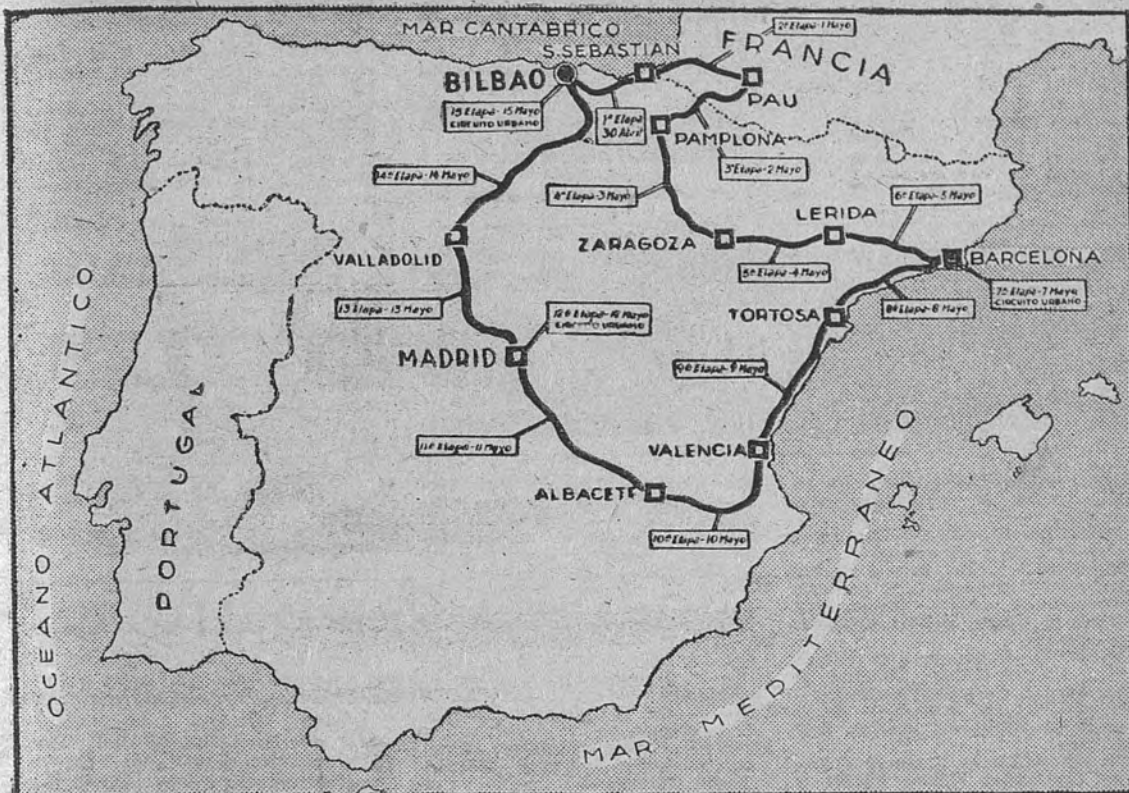 MAR CANTABRICO
2ª Etapa-1 Mayo
FRANCIA
S. SEBASTIAN
BILBAO
PAU
15 Etapa-15 Mayo
CIRCUITO URBANO
1ª Etapa
30 Abril
PAMPLONA
3ª Etapa-2 Mayo
14ª Etapa-14 Mayo
4ª Etapa-3 Mayo
6ª Etapa-5 Mayo
LERIDA
ZARAGOZA
VALLADOLID
BARCELONA
5ª Etapa-4 Mayo
7ª Etapa-7 Mayo
CIRCUITO URBANO
8ª Etapa-8 Mayo
13 Etapa-13 Mayo
TORTOSA
12ª Etapa-12 Mayo
CIRCUITO URBANO
MADRID
9ª Etapa-9 Mayo
11ª Etapa-11 Mayo
VALENCIA
ALBACETE
10ª Etapa-10 Mayo
PORTUGAL
OCEANO ATLANTICO
MAR MEDITERRANEO